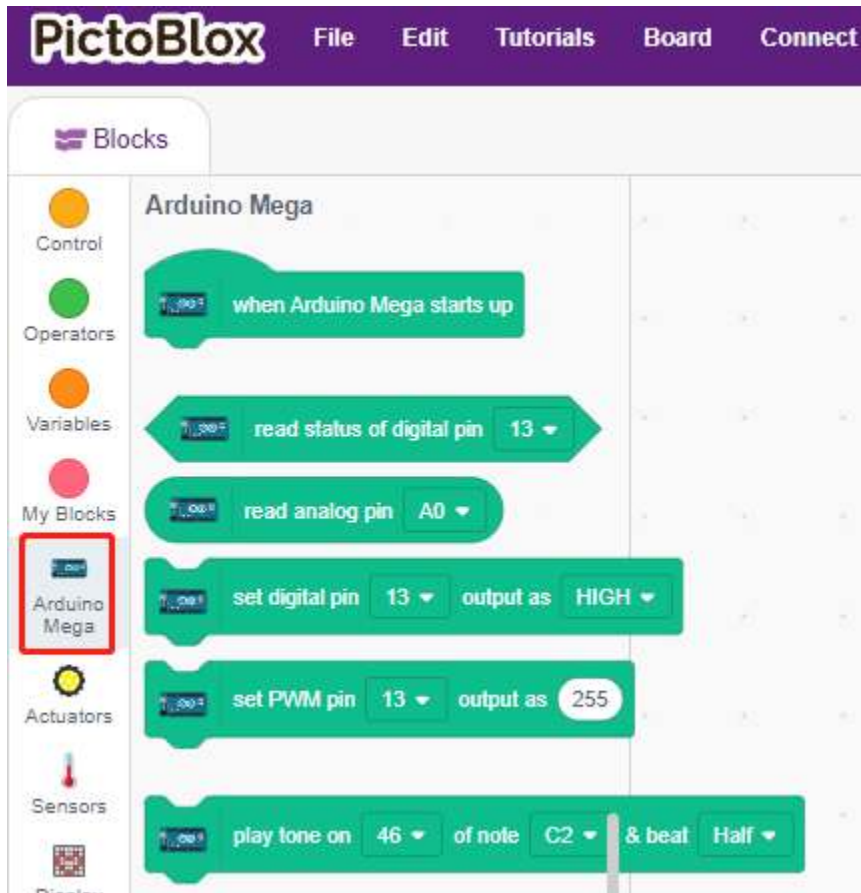 PictoBlox File Edit Tutorials Board Connect
Blocks
Control
Operators
Variables
My Blocks
Arduino
Mega
Actuators
Sensors
Display
Arduino Mega
when Arduino Mega starts up
read status of digital pin 13
read analog pin A0
set digital pin 13 output as HIGH
set PWM pin 13 output as 255
play tone on 46 of note C2 & beat Half